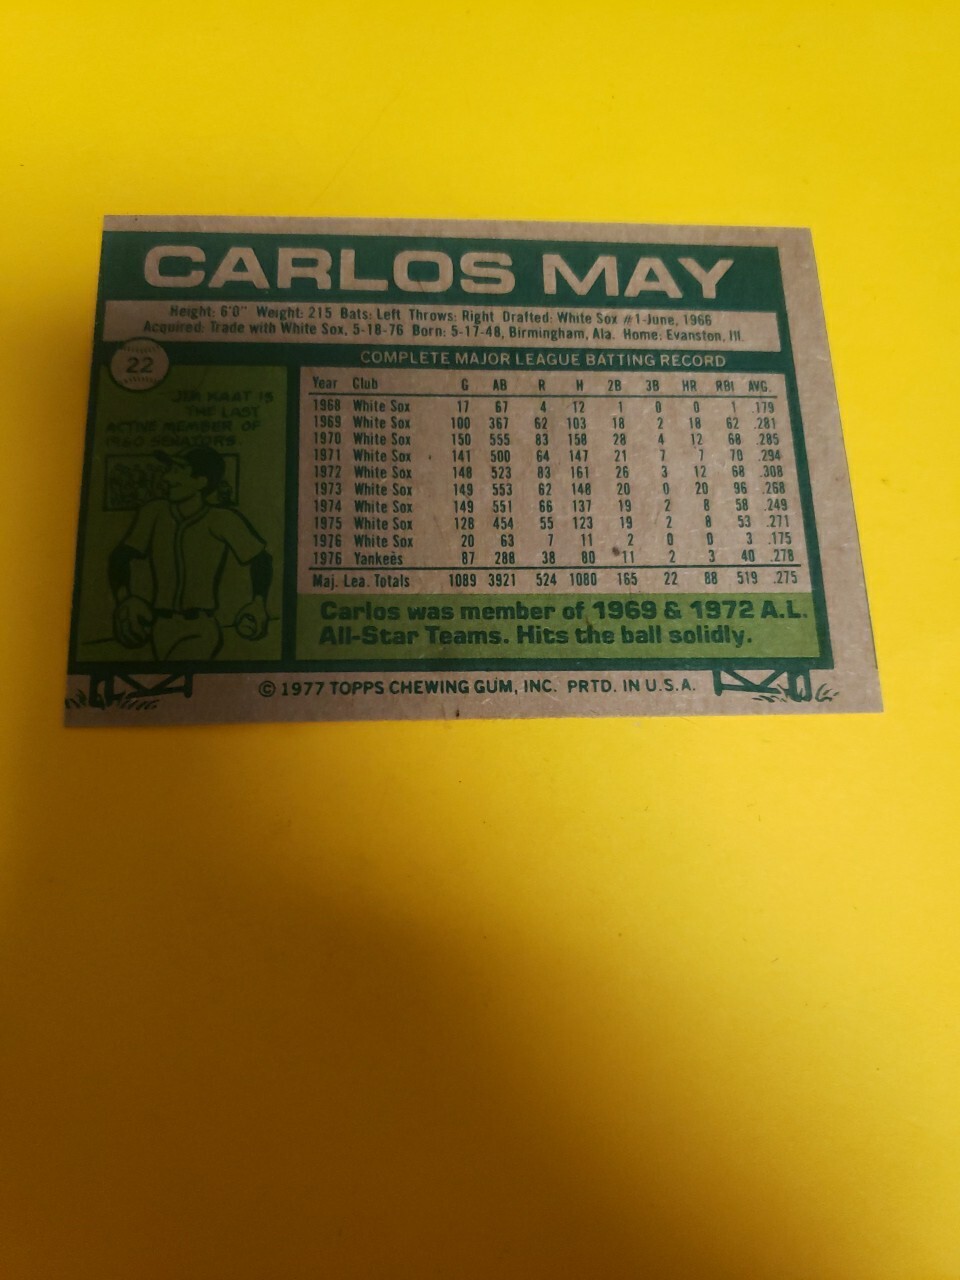 CARLOS MAY
Height: 6'0" Weight: 215 Bats: Left Throws: Right Drafted: White Sox #1-June, 1966
Acquired: Trade with White Sox, 5-18-76 Born: 5-17-48, Birmingham, Ala. Home: Evanston, Ill.
22
COMPLETE MAJOR LEAGUE BATTING RECORD
JIM KAAT IS
THE LAST
ACTIVE MEMBER OF
1960 SENATORS.
Year Club G AB R H 2B 3B HR RBI AVG.
1968 White Sox 17 67 4 12 1 0 0 1 .179
1969 White Sox 100 367 62 103 18 2 18 62 .281
1970 White Sox 150 555 83 158 28 4 12 68 .285
1971 White Sox 141 500 64 147 21 7 7 70 .294
1972 White Sox 148 523 83 161 26 3 12 68 .308
1973 White Sox 149 553 62 148 20 0 20 96 .268
1974 White Sox 149 551 66 137 19 2 8 58 .249
1975 White Sox 128 454 55 123 19 2 8 53 .271
1976 White Sox 20 63 7 11 2 0 0 3 .175
1976 Yankees 87 288 38 80 11 2 3 40 .278
Maj. Lea. Totals 1089 3921 524 1080 165 22 88 519 .275
Carlos was member of 1969 & 1972 A.L.
All-Star Teams. Hits the ball solidly.
© 1977 TOPPS CHEWING GUM, INC. PRTD. IN U.S.A.